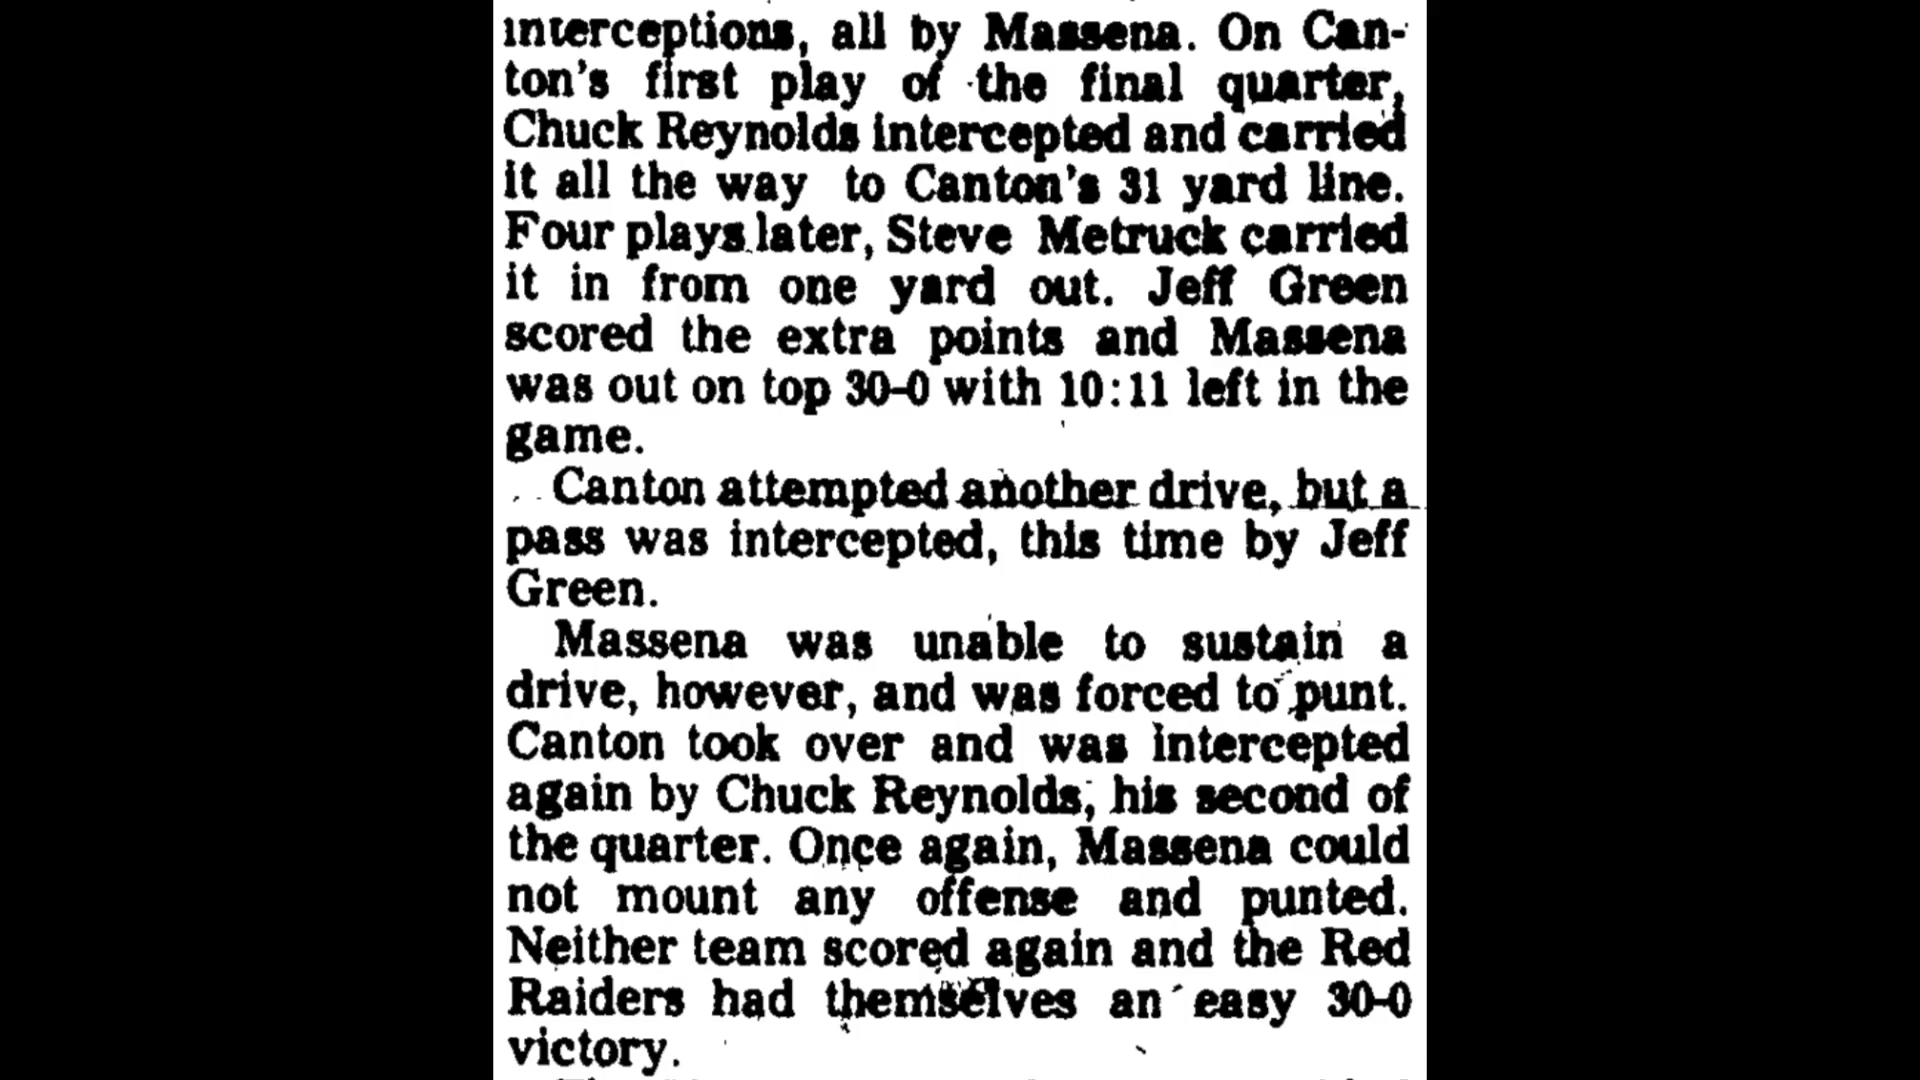 interceptions, all by Massena. On Can-
ton's first play of the final quarter,
Chuck Reynolds intercepted and carried
it all the way to Canton's 31 yard line.
Four plays later, Steve Metruck carried
it in from one yard out. Jeff Green
scored the extra points and Massena
was out on top 30-0 with 10:11 left in the
game.
Canton attempted another drive, but a
pass was intercepted, this time by Jeff
Green.
Massena was unable to sustain a
drive, however, and was forced to punt.
Canton took over and was intercepted
again by Chuck Reynolds, his second of
the quarter. Once again, Massena could
not mount any offense and punted.
Neither team scored again and the Red
Raiders had themselves an easy 30-0
victory.